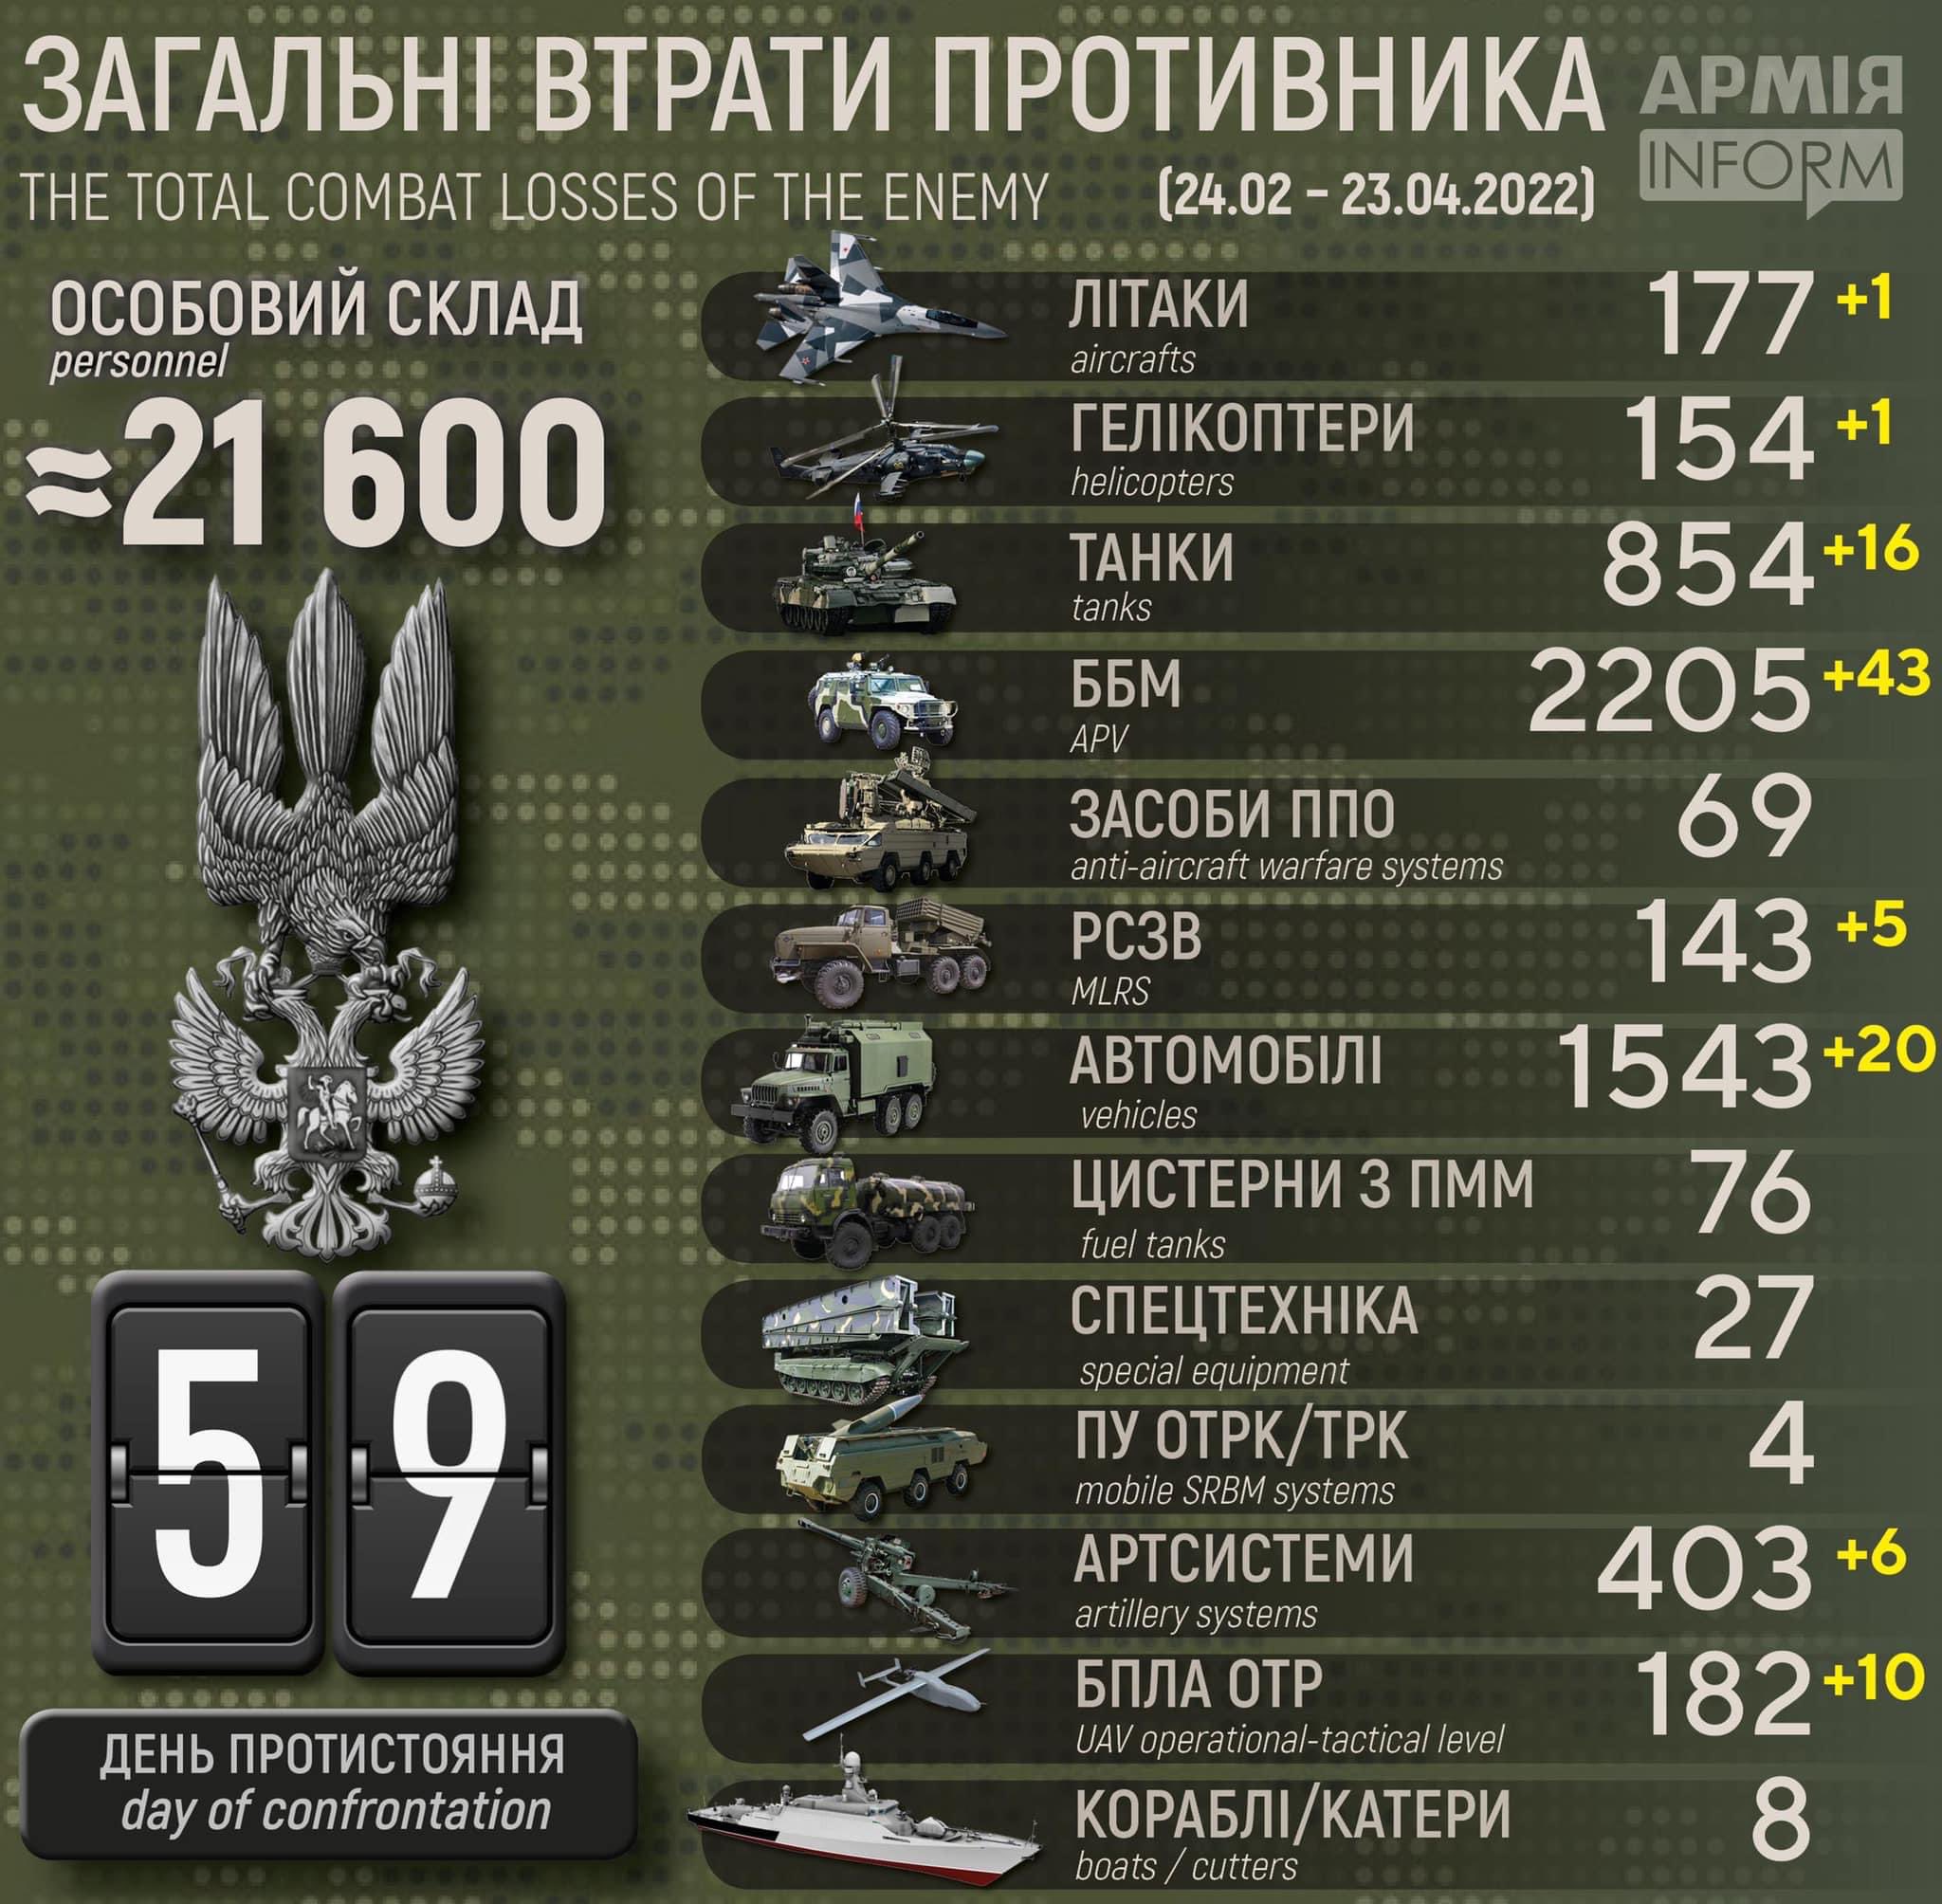 ЗАГАЛЬНІ ВТРАТИ ПРОТИВНИКА
АРМІЯ
INFORM
THE TOTAL COMBAT LOSSES OF THE ENEMY (24.02 – 23.04.2022)
ОСОБОВИЙ СКЛАД
personnel
≈21 600
ЛІТАКИ 177 +1
aircrafts
ГЕЛІКОПТЕРИ 154 +1
helicopters
ТАНКИ 854 +16
tanks
ББМ 2205 +43
APV
ЗАСОБИ ППО 69
anti-aircraft warfare systems
РСЗВ 143 +5
MLRS
АВТОМОБІЛІ 1543 +20
vehicles
ЦИСТЕРНИ З ПММ 76
fuel tanks
СПЕЦТЕХНІКА 27
special equipment
ПУ ОТРК/ТРК 4
mobile SRBM systems
АРТСИСТЕМИ 403 +6
artillery systems
БПЛА ОТР 182 +10
UAV operational-tactical level
КОРАБЛІ/КАТЕРИ 8
boats / cutters
59
ДЕНЬ ПРОТИСТОЯННЯ
day of confrontation